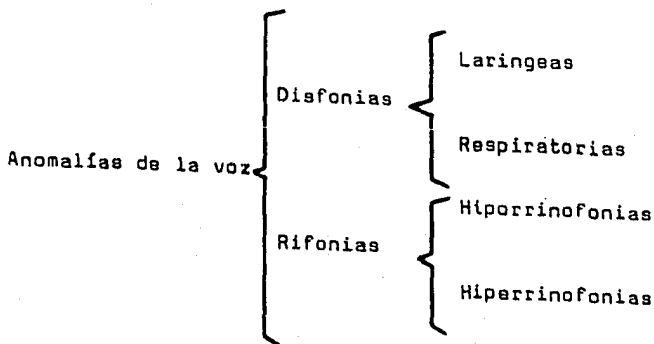 Laringeas
Disfonias
Respiratorias
Anomalías de la voz
Hiporrinofonias
Rifonias
Hiperrinofonias